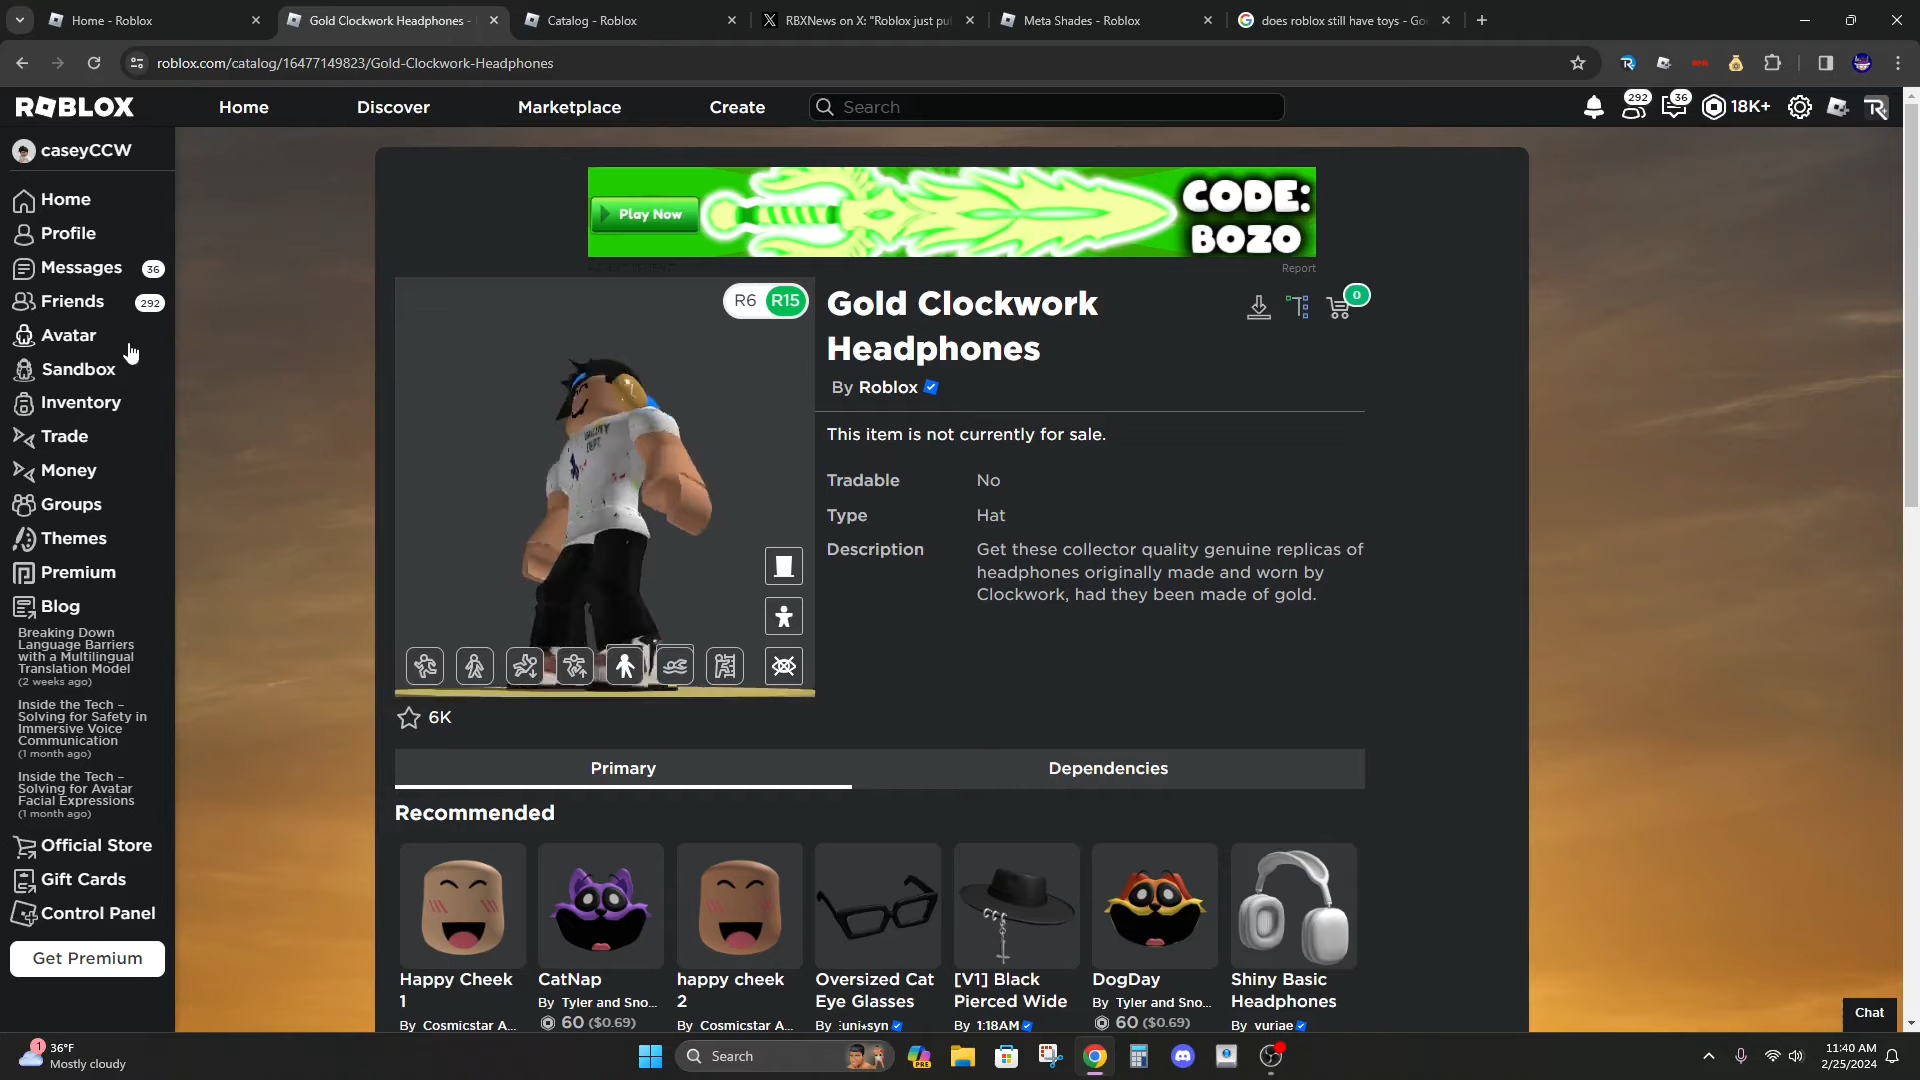 Home - Roblox
Gold Clockwork Headphones -
Catalog - Roblox
RBXNews on X: "Roblox just pu
Meta Shades - Roblox
does roblox still have toys - Go
roblox.com/catalog/16477149823/Gold-Clockwork-Headphones
ROBLOX
Home
Discover
Marketplace
Create
Search
292
36
18K+
caseyCCW
Home
Profile
Messages
36
Friends
292
Avatar
Sandbox
Inventory
Trade
Money
Groups
Themes
Premium
Blog
Breaking Down
Language Barriers
with a Multilingual
Translation Model
(2 weeks ago)
Inside the Tech –
Solving for Safety in
Immersive Voice
Communication
(1 month ago)
Inside the Tech –
Solving for Avatar
Facial Expressions
(1 month ago)
Official Store
Gift Cards
Control Panel
Get Premium
Play Now
CODE:
BOZO
Report
R6
R15
Gold Clockwork
Headphones
0
By Roblox
This item is not currently for sale.
Tradable
No
Type
Hat
Description
Get these collector quality genuine replicas of
headphones originally made and worn by
Clockwork, had they been made of gold.
6K
Primary
Dependencies
Recommended
Happy Cheek
1
By Cosmicstar A...
CatNap
By Tyler and Sno...
60 ($0.69)
happy cheek
2
By Cosmicstar A...
Oversized Cat
Eye Glasses
By :uni⋆syn
[V1] Black
Pierced Wide
By 1:18AM
DogDay
By Tyler and Sno...
60 ($0.69)
Shiny Basic
Headphones
By vuriae
Chat
1
36°F
Mostly cloudy
Search
PRE
11:40 AM
2/25/2024